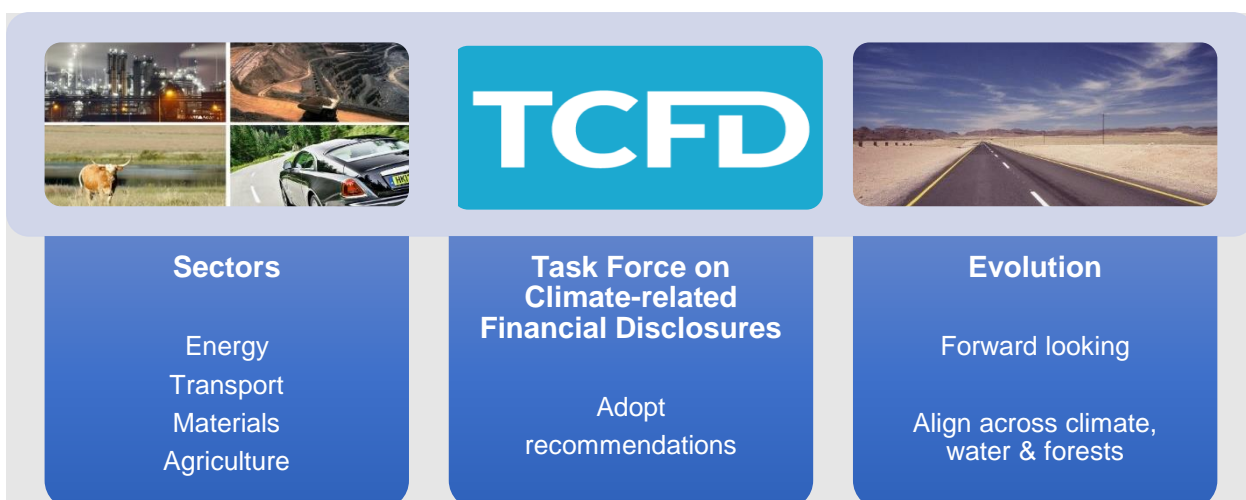 TCFD
Sectors
Energy
Transport
Materials
Agriculture
Task Force on
Climate-related
Financial Disclosures
Adopt
recommendations
Evolution
Forward looking
Align across climate,
water & forests